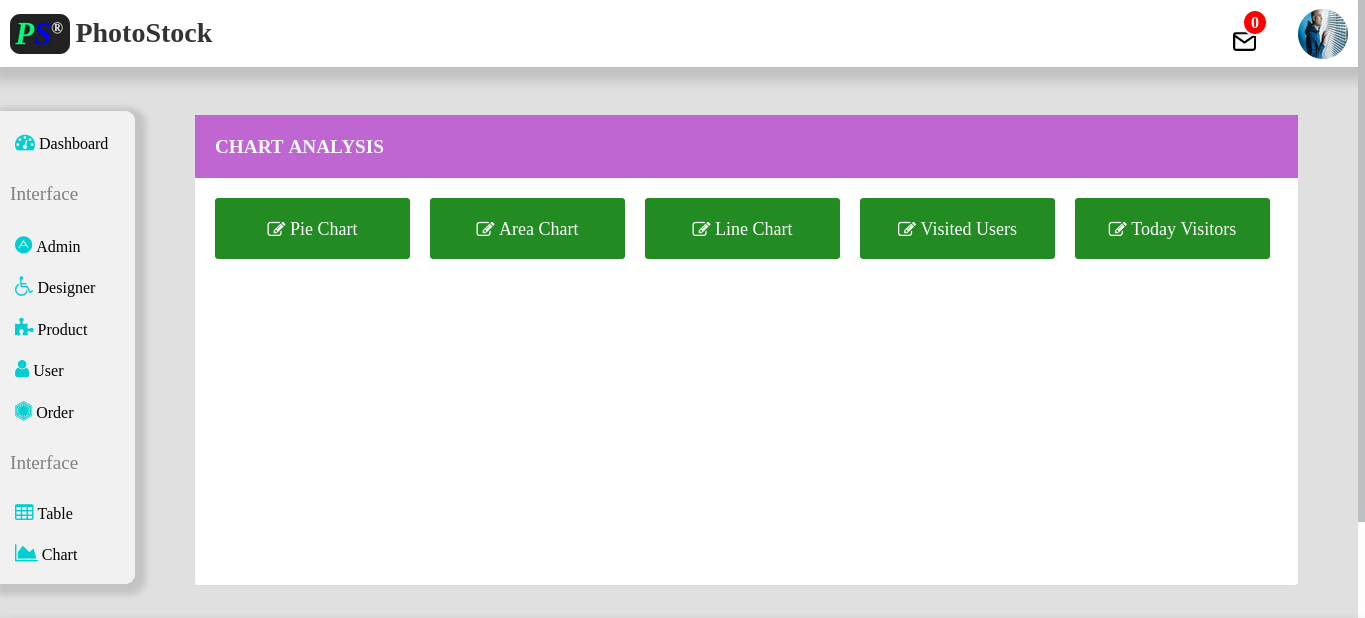 PS® PhotoStock
0
Dashboard
Interface
Admin
Designer
Product
User
Order
Interface
Table
Chart
CHART ANALYSIS
Pie Chart
Area Chart
Line Chart
Visited Users
Today Visitors